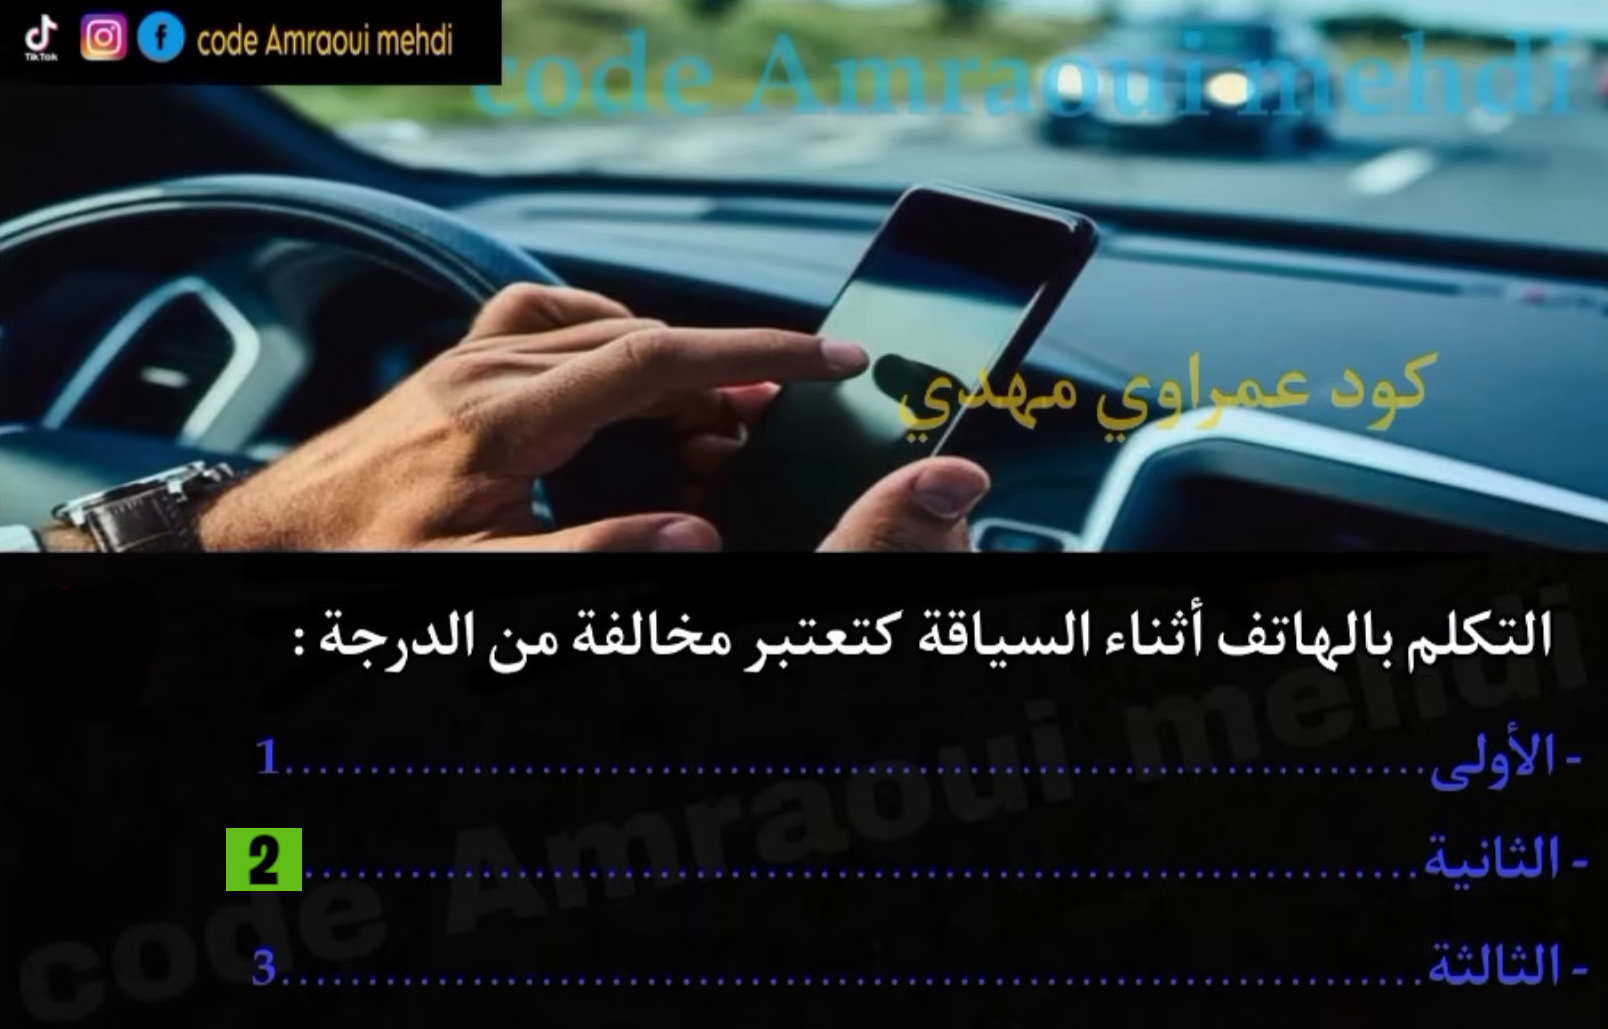 TikTok
code Amraoui mehdi
code Amraoui mehdi
كود عمراوي مهدي
التكلم بالهاتف أثناء السياقة كتعتبر مخالفة من الدرجة :
- الأولى......................................................1
- الثانية......................................................2
- الثالثة......................................................3
code Amraoui mehdi